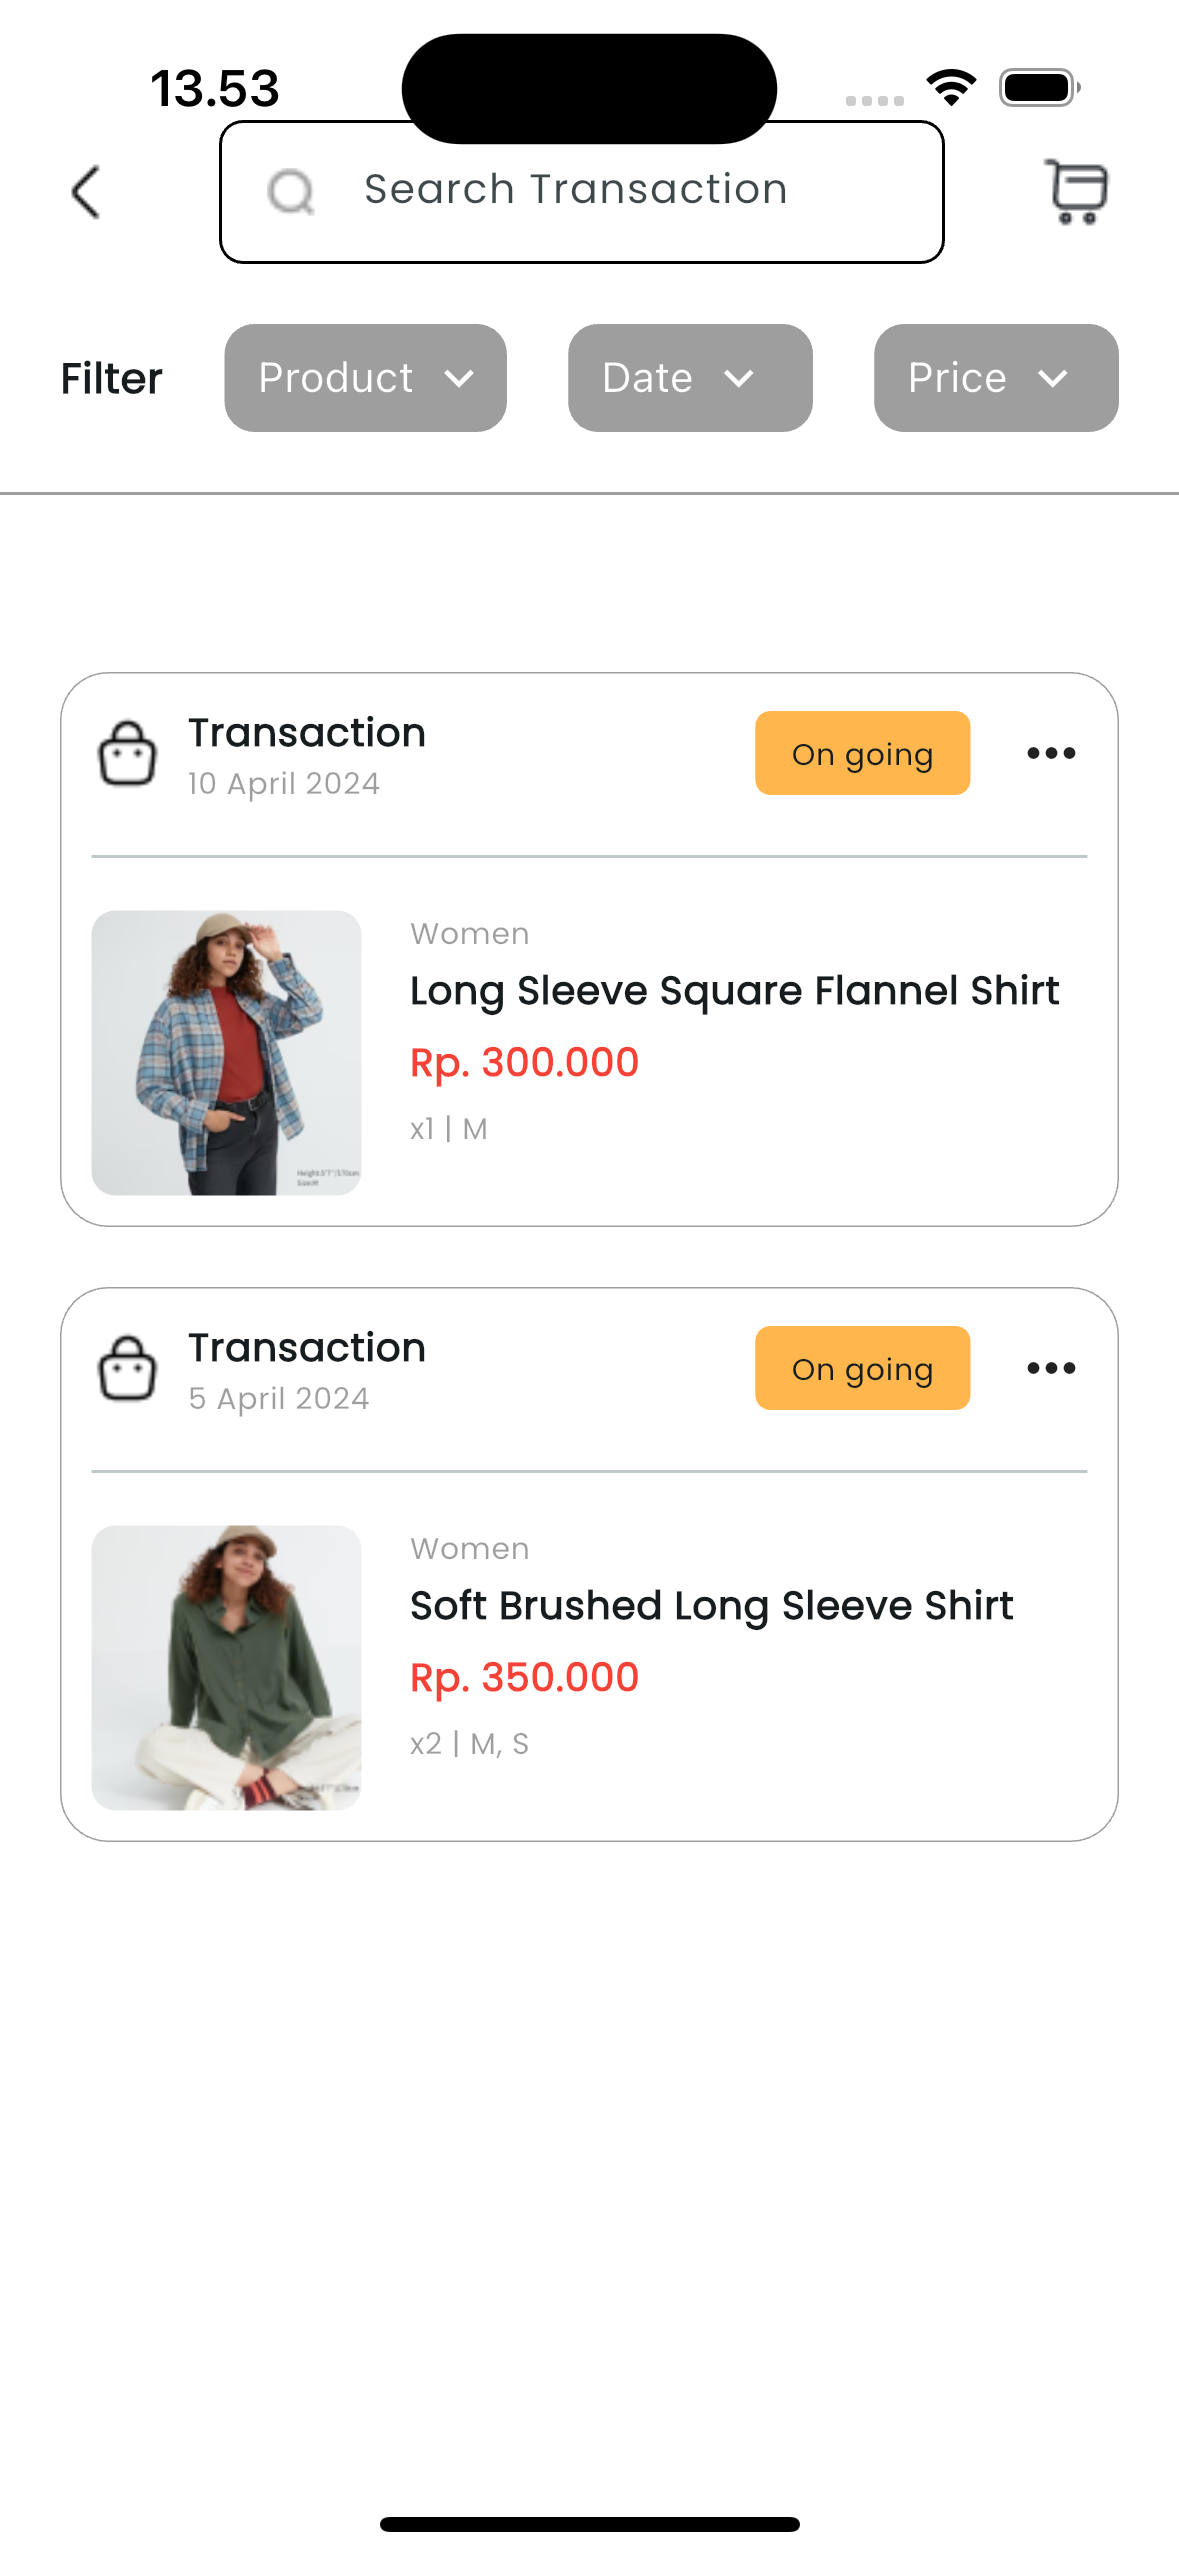 13.53
Search Transaction
Filter Product Date Price
Transaction
10 April 2024
On going
Women
Long Sleeve Square Flannel Shirt
Rp. 300.000
x1 | M
Transaction
5 April 2024
On going
Women
Soft Brushed Long Sleeve Shirt
Rp. 350.000
x2 | M, S